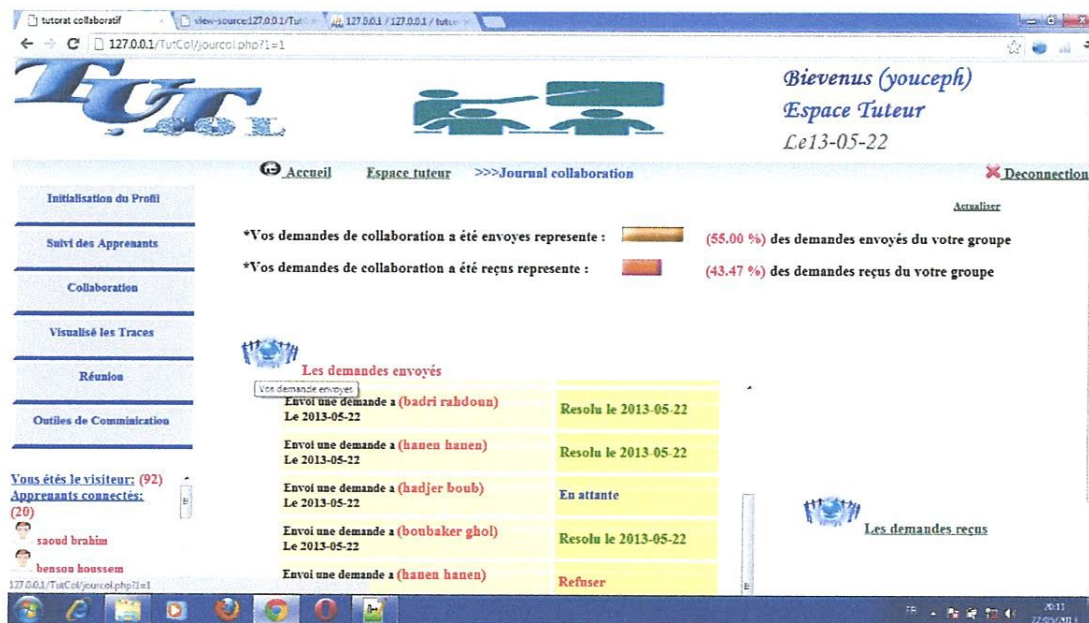 tutorat collaboratif
view-source:127.0.0.1/Tut
127.0.0.1 / 127.0.0.1 / tutco
127.0.0.1/TutCol/jourcol.php?1=1
TUT.COL
Bievenus (youceph)
Espace Tuteur
Le13-05-22
Accueil Espace tuteur >>>Journal collaboration Deconnection
Actualiser
Initialisation du Profil
Suivi des Apprenants
Collaboration
Visualisé les Traces
Réunion
Outiles de Comminication
*Vos demandes de collaboration a été envoyes represente : (55.00 %) des demandes envoyés du votre groupe
*Vos demandes de collaboration a été reçus represente : (43.47 %) des demandes reçus du votre groupe
Les demandes envoyés
Vos demande envoyes
Envoi une demande a (badri rahdoun)
Le 2013-05-22
Resolu le 2013-05-22
Envoi une demande a (hanen hanen)
Le 2013-05-22
Resolu le 2013-05-22
Envoi une demande a (hadjer boub)
Le 2013-05-22
En attante
Envoi une demande a (boubaker ghol)
Le 2013-05-22
Resolu le 2013-05-22
Envoi une demande a (hanen hanen)
Refuser
Les demandes reçus
Vous étés le visiteur: (92)
Apprenants connectés:
(20)
saoud brahim
benson houssem
127.0.0.1/TutCol/jourcol.php?1=1
FR
20:11
22/05/2013